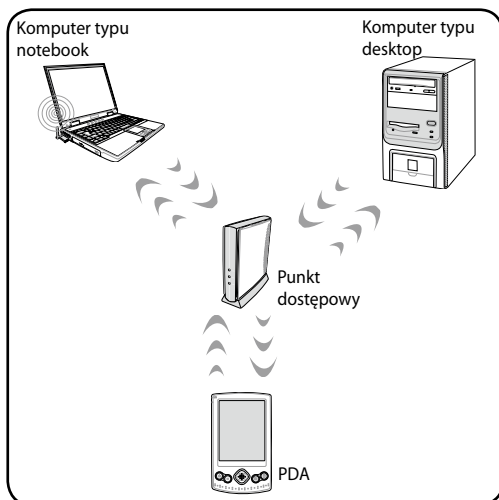 Komputer typu
notebook
Komputer typu
desktop
Punkt
dostępowy
PDA